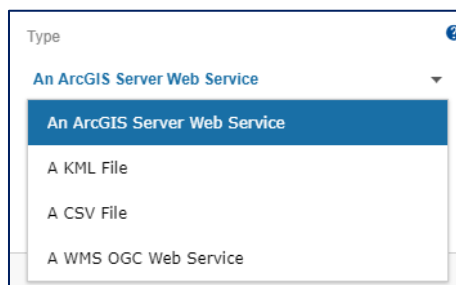 Type
?
An ArcGIS Server Web Service
An ArcGIS Server Web Service
A KML File
A CSV File
A WMS OGC Web Service